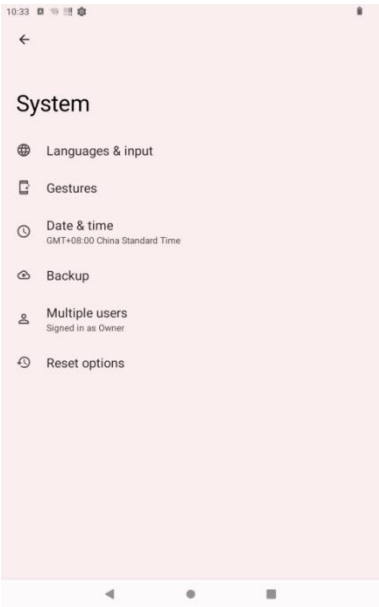 10:33
System
Languages & input
Gestures
Date & time
GMT+08:00 China Standard Time
Backup
Multiple users
Signed in as Owner
Reset options